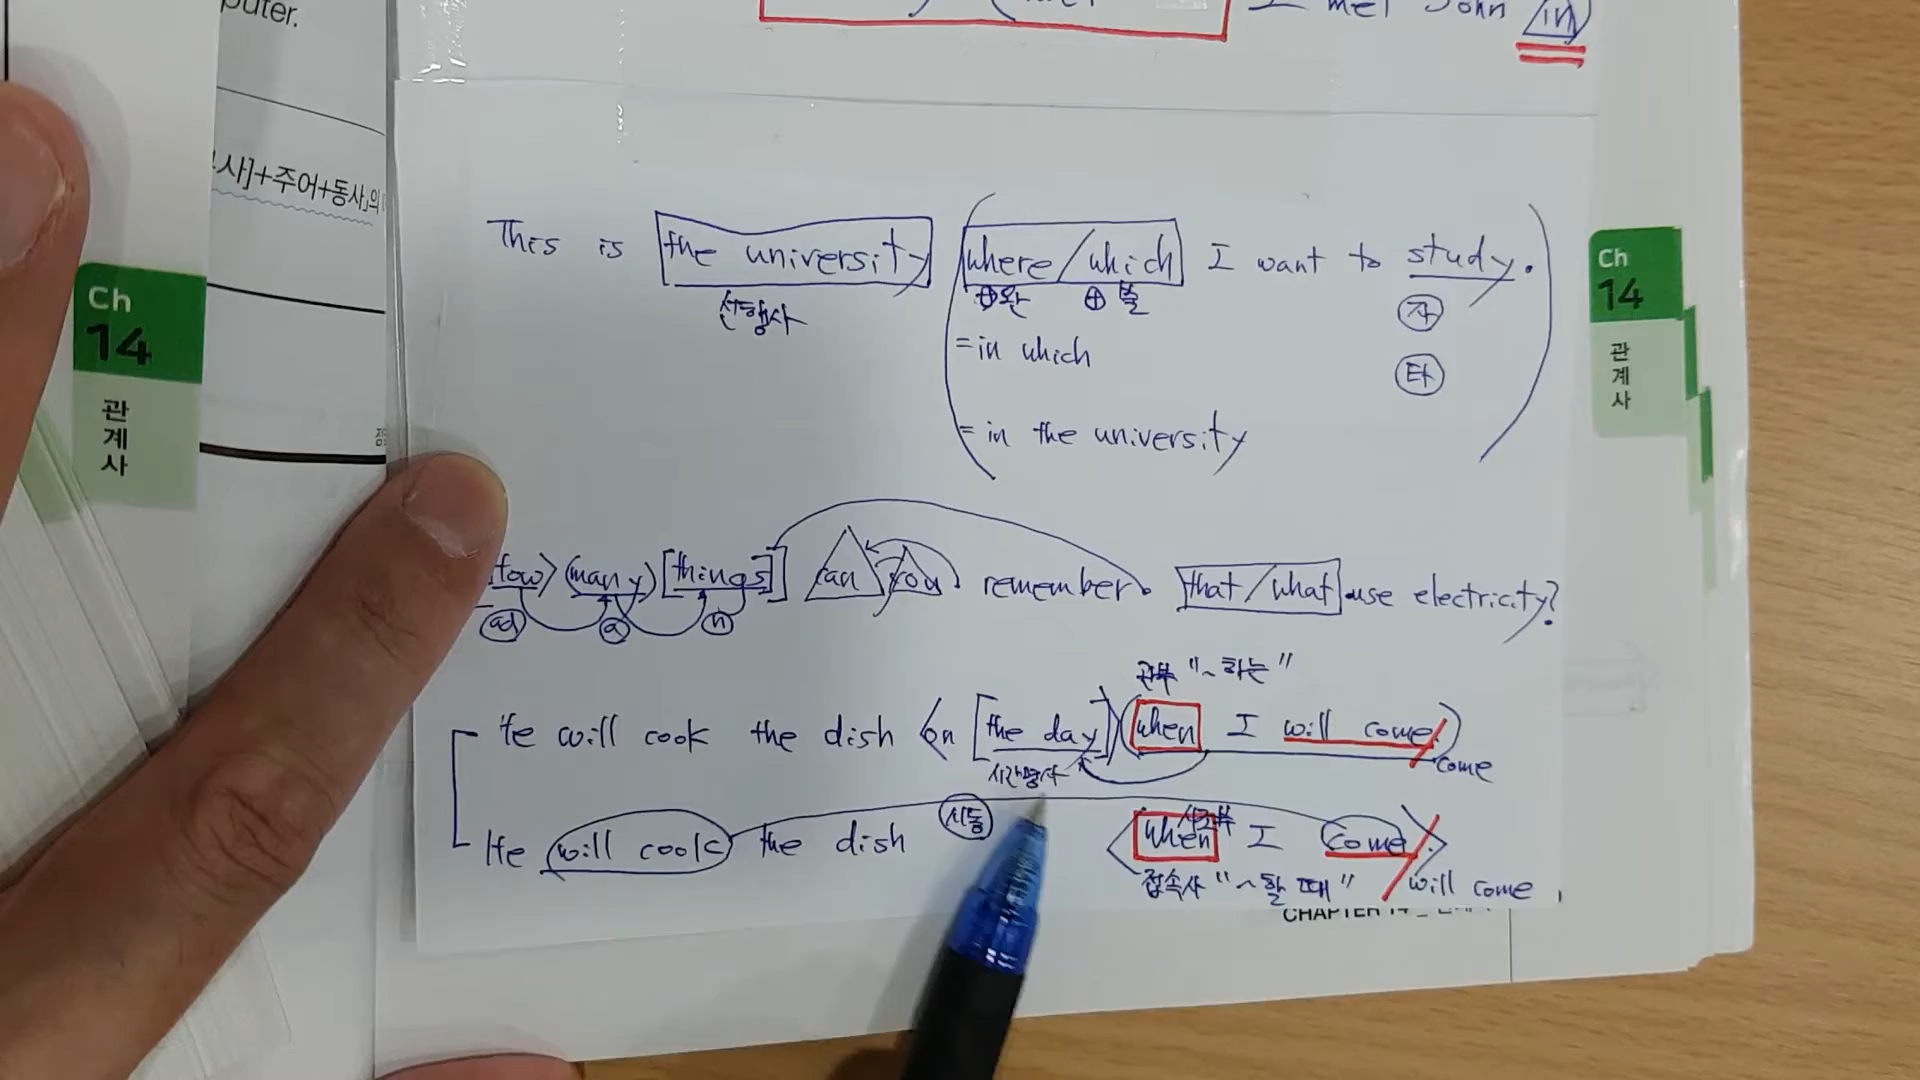 puter.
I met John in
사]+주어+동사」의
Ch
14
관
계
사
This is the university where/which I want to study.
선행사 ⊕완 ⊕불 자
= in which 타
= in the university
How many things can you remember that/what use electricity?
ad a n
관부 "~하는"
He will cook the dish on the day when I will come.
시간명사 come
시동 시조부
He will cook the dish when I come.
접속사 "~할 때" will come
CHAPTER 14
Ch
14
관
계
사